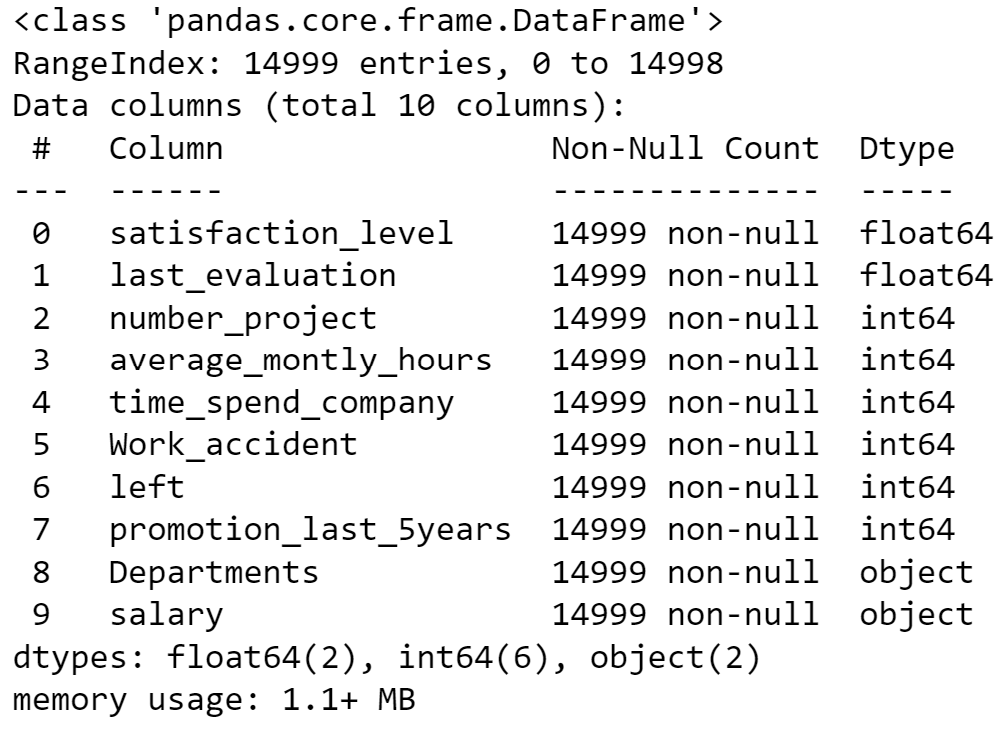 <class 'pandas.core.frame.DataFrame'>
RangeIndex: 14999 entries, 0 to 14998
Data columns (total 10 columns):
 #   Column                 Non-Null Count  Dtype
---  ------                 --------------  -----
 0   satisfaction_level     14999 non-null  float64
 1   last_evaluation        14999 non-null  float64
 2   number_project         14999 non-null  int64
 3   average_montly_hours   14999 non-null  int64
 4   time_spend_company     14999 non-null  int64
 5   Work_accident          14999 non-null  int64
 6   left                   14999 non-null  int64
 7   promotion_last_5years  14999 non-null  int64
 8   Departments            14999 non-null  object
 9   salary                 14999 non-null  object
dtypes: float64(2), int64(6), object(2)
memory usage: 1.1+ MB